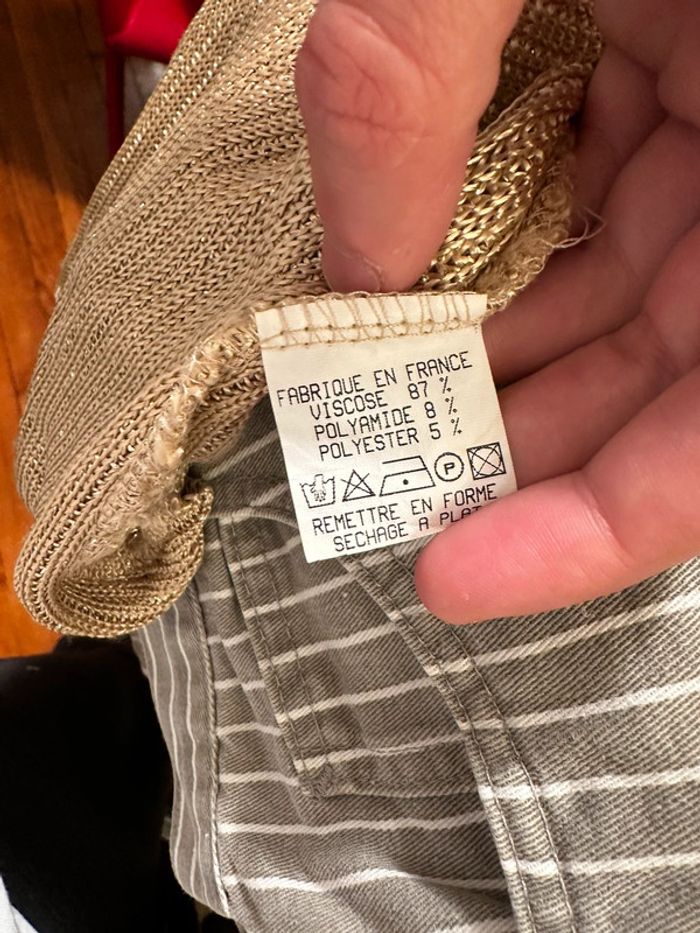 FABRIQUE EN FRANCE
VISCOSE 87 %
POLYAMIDE 8 %
POLYESTER 5 %
P
REMETTRE EN FORME
SECHAGE A